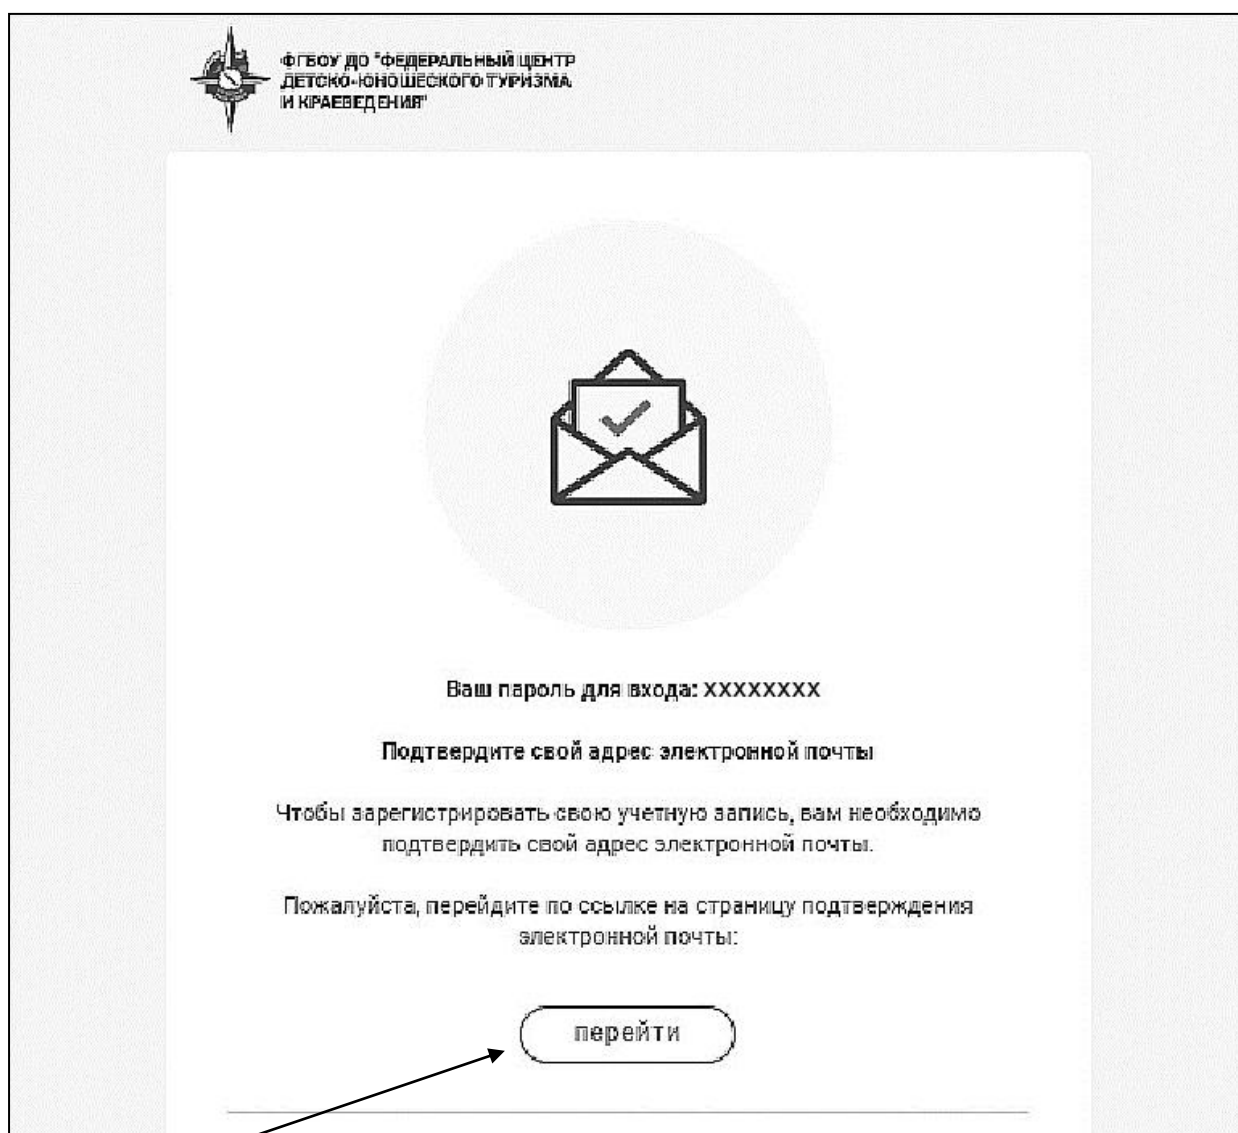 ФГБОУ ДО "ФЕДЕРАЛЬНЫЙ ЦЕНТР
ДЕТСКО-ЮНОШЕСКОГО ТУРИЗМА
И КРАЕВЕДЕНИЯ"
Ваш пароль для входа: XXXXXXXX
Подтвердите свой адрес электронной почты
Чтобы зарегистрировать свою учетную запись, вам необходимо
подтвердить свой адрес электронной почты.
Пожалуйста, перейдите по ссылке на страницу подтверждения
электронной почты:
перейти